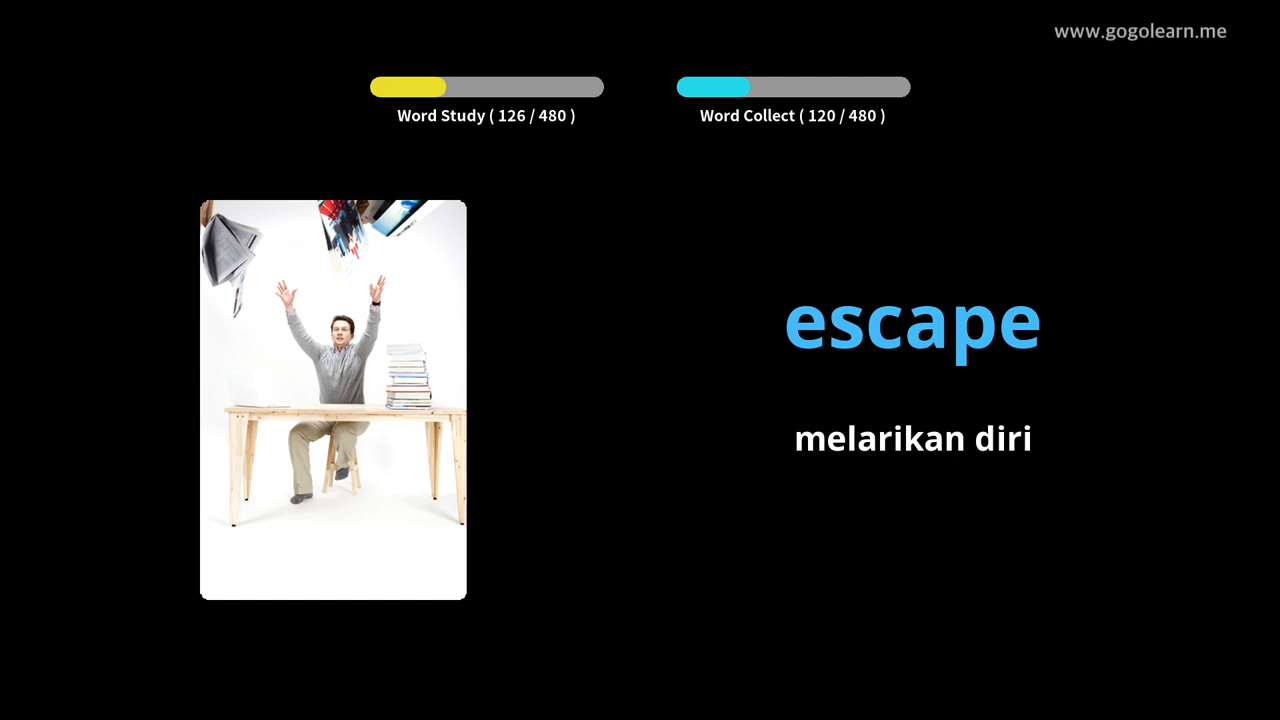 www.gogolearn.me
Word Study ( 126 / 480 )
Word Collect ( 120 / 480 )
escape
melarikan diri